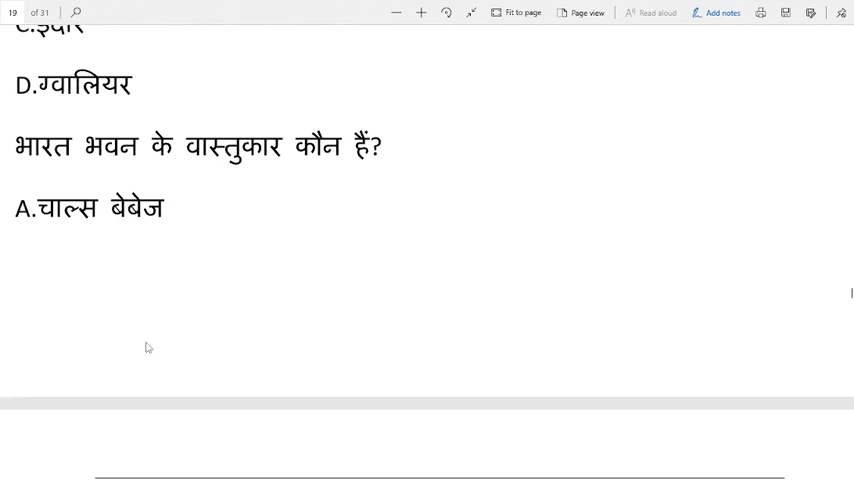 19 of 31 Fit to page Page view Read aloud Add notes
C.इंदौर
D.ग्वालियर
भारत भवन के वास्तुकार कौन हैं?
A.चार्ल्स बेबेज